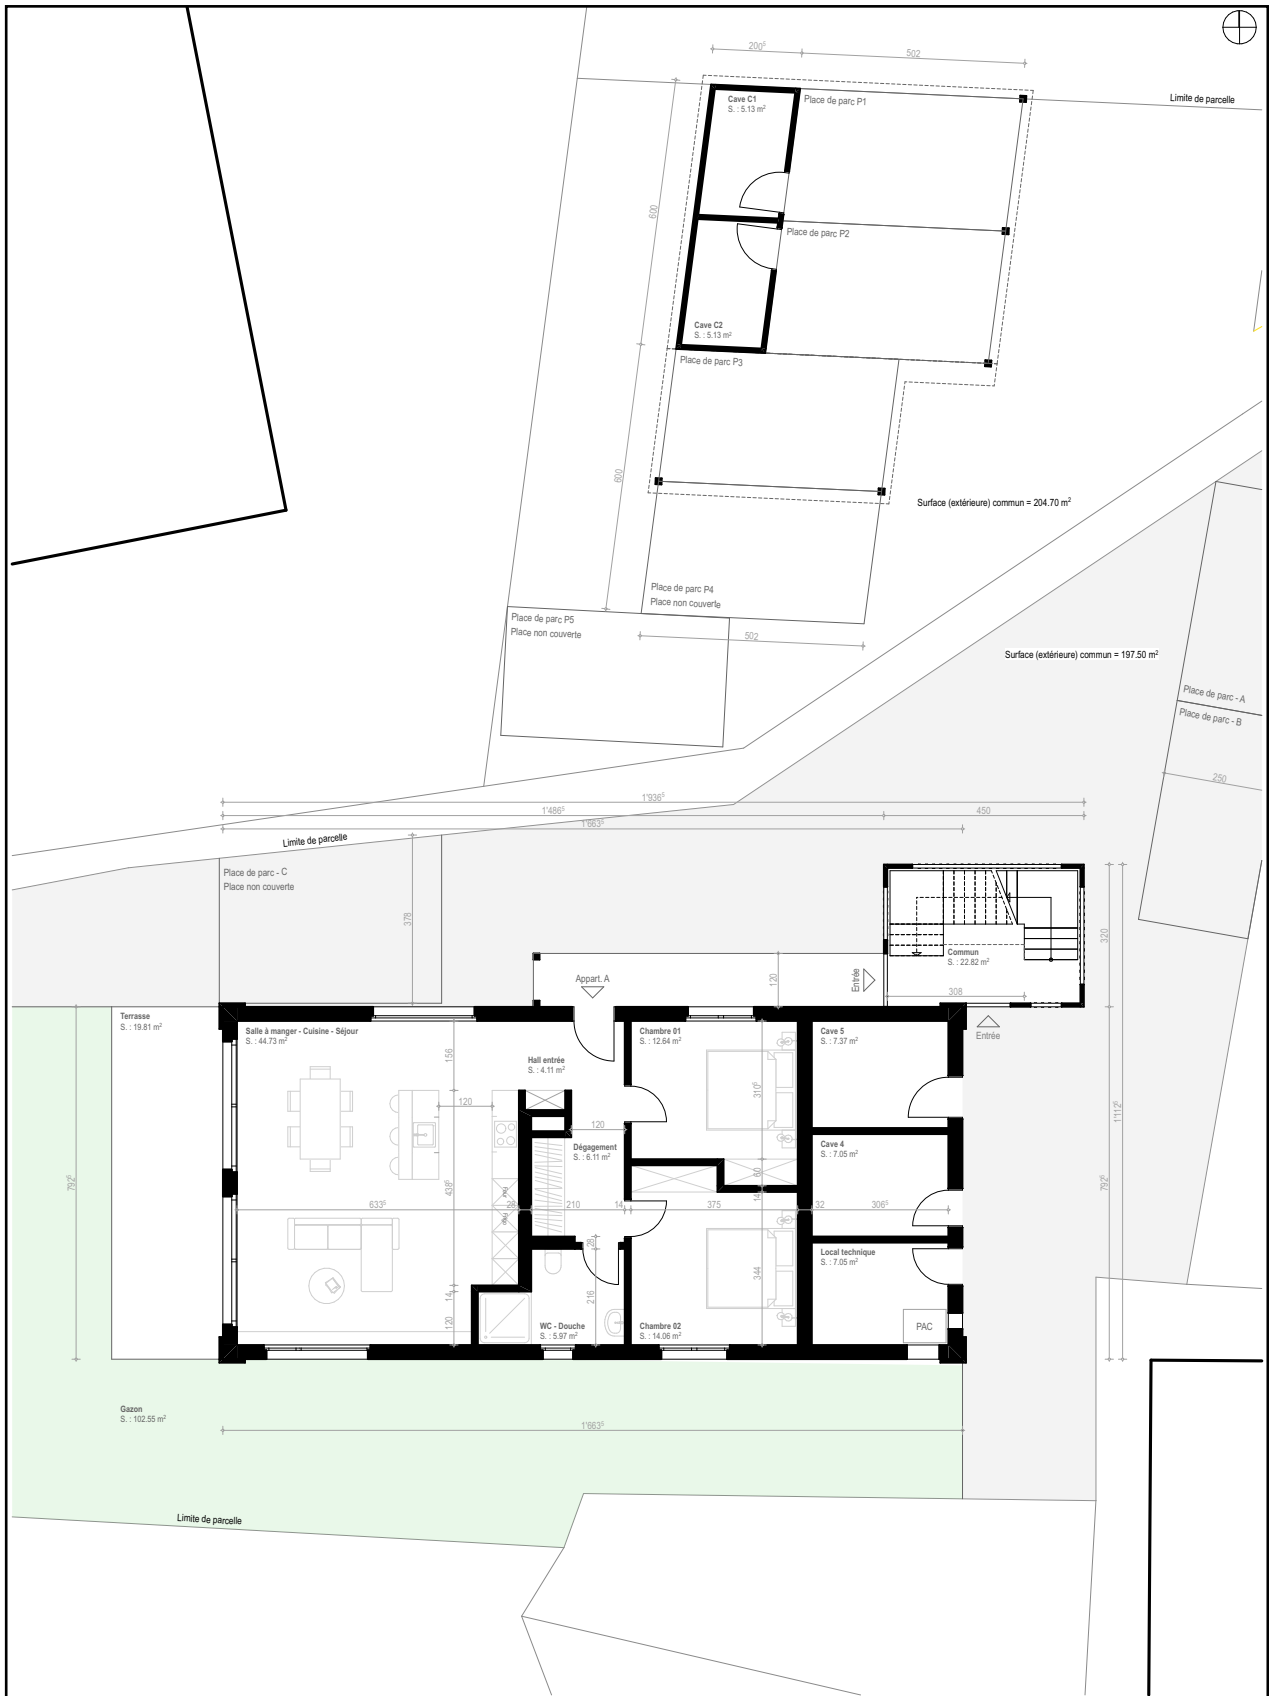 200⁵
502
Cave C1
S. : 5.13 m²
Place de parc P1
Limite de parcelle
600
Place de parc P2
Cave C2
S. : 5.13 m²
Place de parc P3
600
Surface (extérieure) commun = 204.70 m²
Place de parc P4
Place non couverte
Place de parc P5
Place non couverte
502
Surface (extérieure) commun = 197.50 m²
Place de parc - A
Place de parc - B
250
1'936⁵
1'486⁵
450
1'663⁵
Limite de parcelle
Place de parc - C
Place non couverte
378
320
Commun
S. : 22.82 m²
Appart. A
120
Entrée
308
Entrée
Terrasse
S. : 19.81 m²
Salle à manger - Cuisine - Séjour
S. : 44.73 m²
156
Hall entrée
S. : 4.11 m²
Chambre 01
S. : 12.64 m²
Cave 5
S. : 7.37 m²
310⁵
120
120
1'112⁵
Dégagement
S. : 6.11 m²
Cave 4
S. : 7.05 m²
60
792⁵
438⁵
Four
Frigo
14
792⁵
633⁵
28
210
14
375
32
306⁵
28
Local technique
S. : 7.05 m²
344
216
14
120
WC - Douche
S. : 5.97 m²
Chambre 02
S. : 14.06 m²
PAC
Gazon
S. : 102.55 m²
1'663⁵
Limite de parcelle